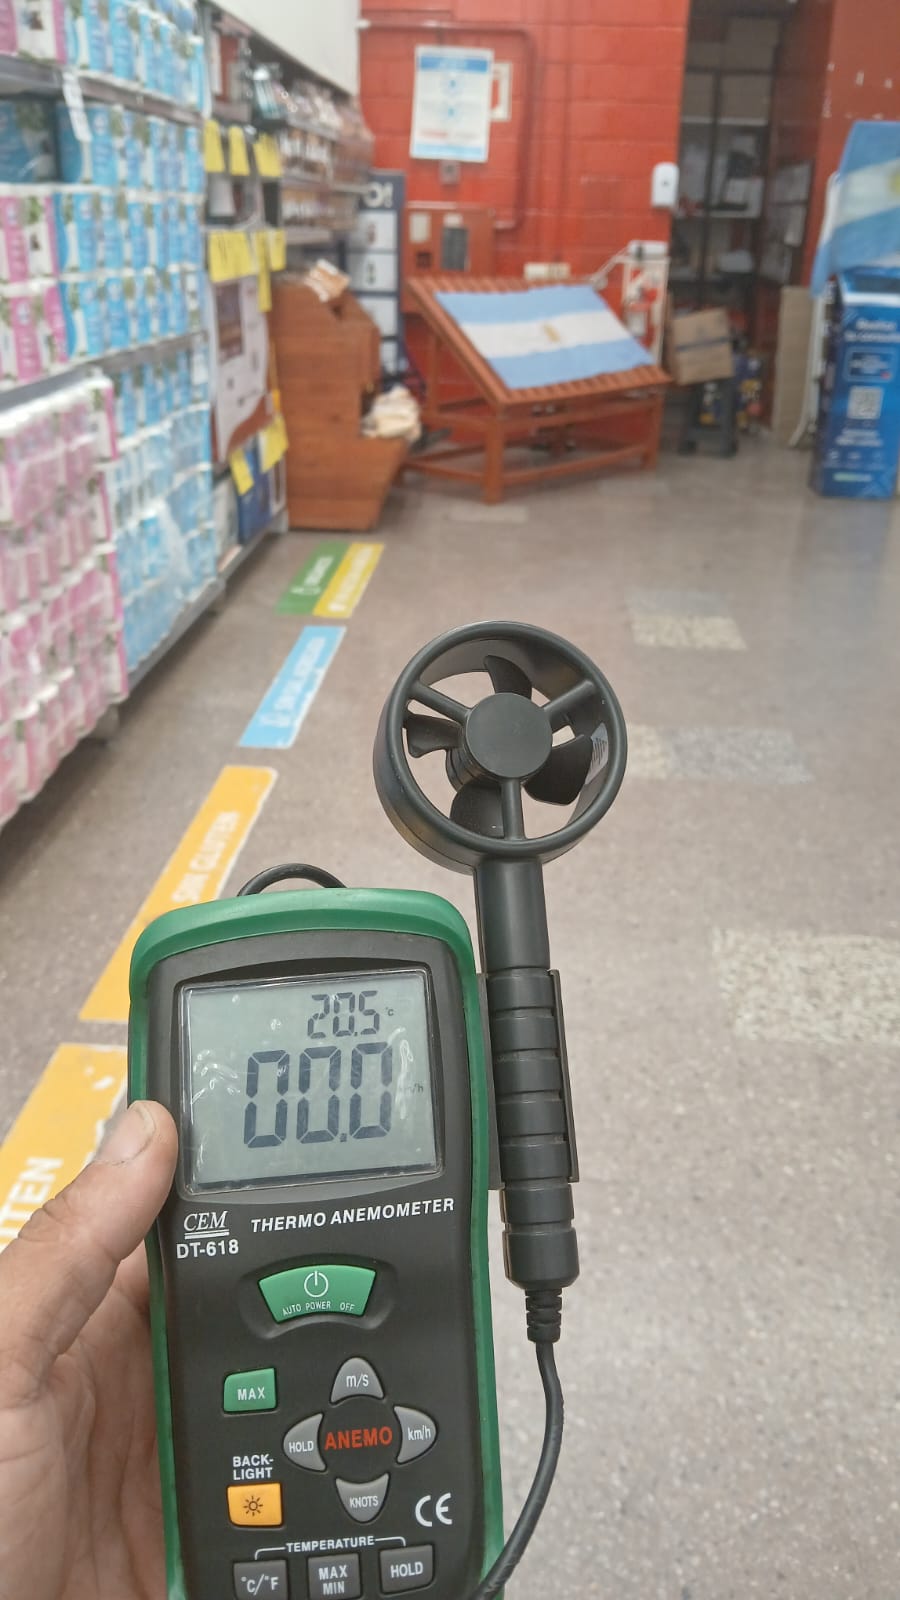 SIN GLUTEN
UTEN
20.5 °C
00.0
CEM
DT-618
THERMO ANEMOMETER
AUTO POWER OFF
MAX
m/s
HOLD
ANEMO
km/h
KNOTS
BACK-
LIGHT
CE
TEMPERATURE
°C/°F
MAX
MIN
HOLD